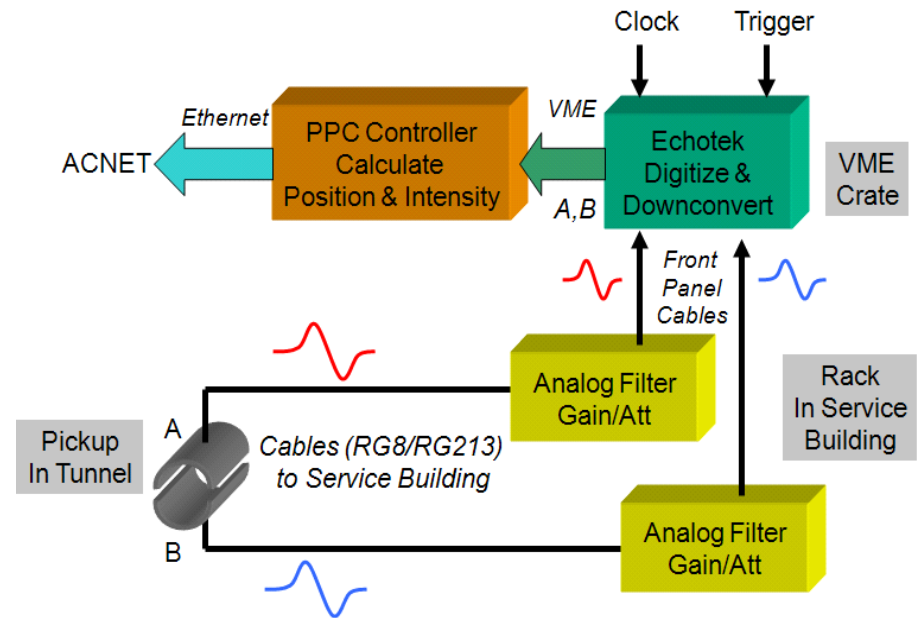 Clock
Trigger
Ethernet
VME
ACNET
PPC Controller
Calculate
Position & Intensity
A,B
Echotek
Digitize &
Downconvert
VME
Crate
Front
Panel
Cables
Analog Filter
Gain/Att
Rack
In Service
Building
Pickup
In Tunnel
A
Cables (RG8/RG213)
to Service Building
B
Analog Filter
Gain/Att